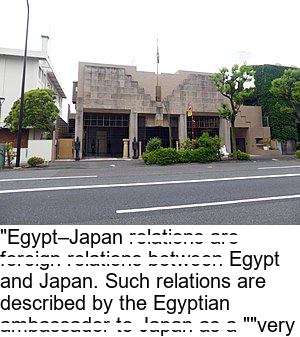 "Egypt–Japan relations are
foreign relations between Egypt
and Japan. Such relations are
described by the Egyptian
ambassador to Japan as a ""very